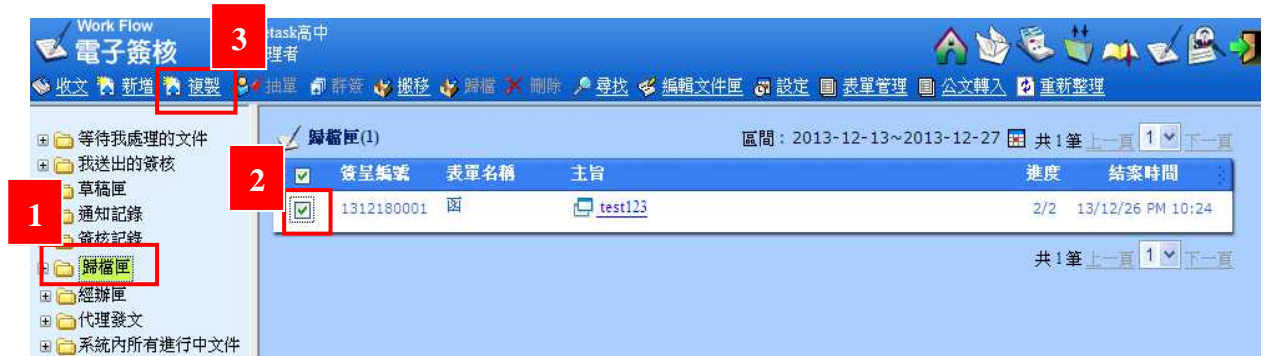 Work Flow
電子簽核
3
etask高中
理者
收文 新增 複製 抽單 群簽 搬移 歸檔 刪除 尋找 編輯文件匣 設定 表單管理 公文轉入 重新整理
等待我處理的文件
我送出的簽核
草稿匣
1
通知記錄
簽核記錄
歸檔匣
經辦匣
代理發文
系統內所有進行中文件
歸檔匣(1)
區間：2013-12-13~2013-12-27 共1筆 上一頁 1 下一頁
2
簽呈編號 表單名稱 主旨 進度 結案時間
1312180001 函 test123 2/2 13/12/26 PM 10:24
共1筆 上一頁 1 下一頁